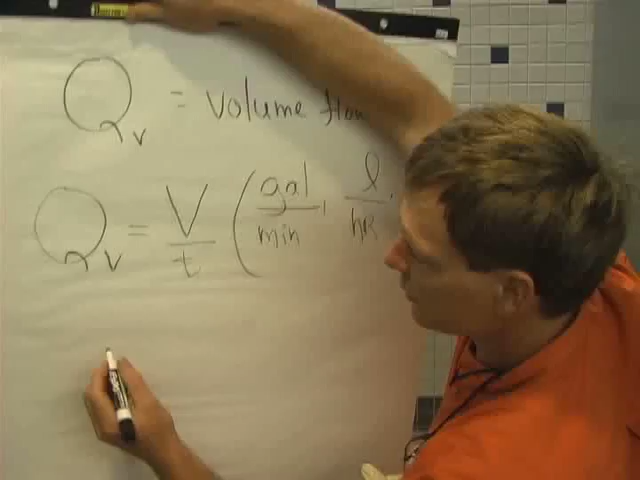 Qv = volume flow
Qv = V/t (gal/min, l/hR,